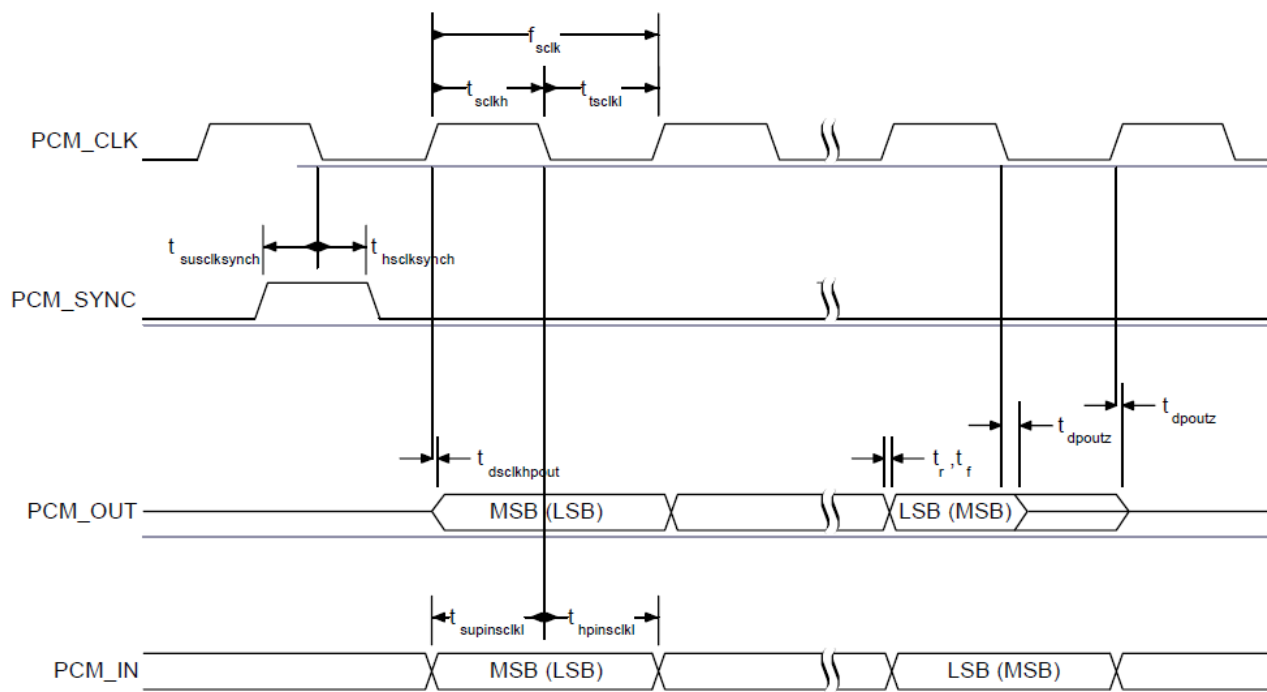 f sclk
t sclkh t tsclkl
PCM_CLK
t susclksynch t hsclksynch
PCM_SYNC
t dpoutz
t dpoutz
t dsclkhpout t r ,t f
PCM_OUT MSB (LSB) LSB (MSB)
t supinsclkl t hpinsclkl
PCM_IN MSB (LSB) LSB (MSB)